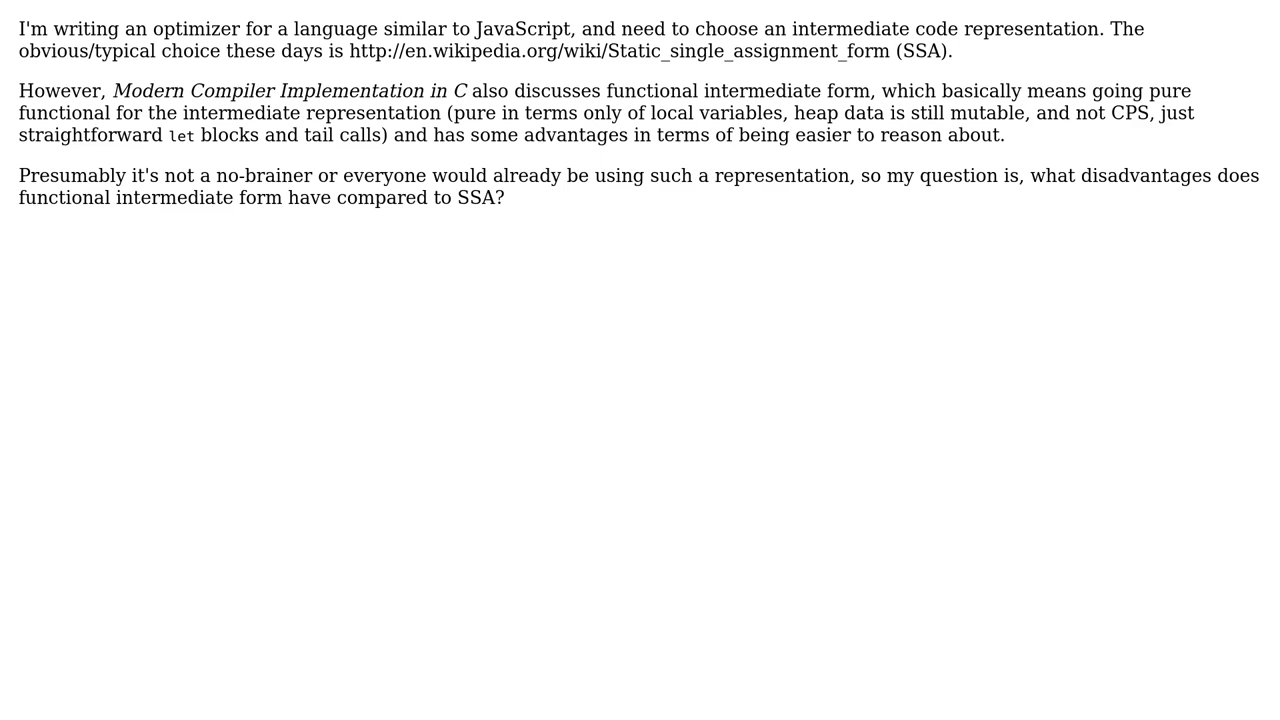 I'm writing an optimizer for a language similar to JavaScript, and need to choose an intermediate code representation. The
obvious/typical choice these days is http://en.wikipedia.org/wiki/Static_single_assignment_form (SSA).
However, Modern Compiler Implementation in C also discusses functional intermediate form, which basically means going pure
functional for the intermediate representation (pure in terms only of local variables, heap data is still mutable, and not CPS, just
straightforward let blocks and tail calls) and has some advantages in terms of being easier to reason about.
Presumably it's not a no-brainer or everyone would already be using such a representation, so my question is, what disadvantages does
functional intermediate form have compared to SSA?